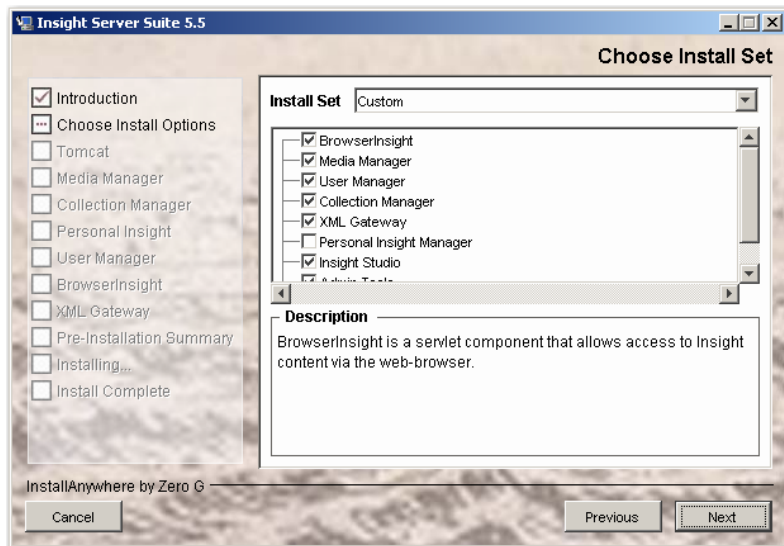 Insight Server Suite 5.5
Choose Install Set
Introduction
Choose Install Options
Tomcat
Media Manager
Collection Manager
Personal Insight
User Manager
BrowserInsight
XML Gateway
Pre-Installation Summary
Installing...
Install Complete
Install Set Custom
BrowserInsight
Media Manager
User Manager
Collection Manager
XML Gateway
Personal Insight Manager
Insight Studio
Admin Tools
Description
BrowserInsight is a servlet component that allows access to Insight
content via the web-browser.
InstallAnywhere by Zero G
Cancel Previous Next